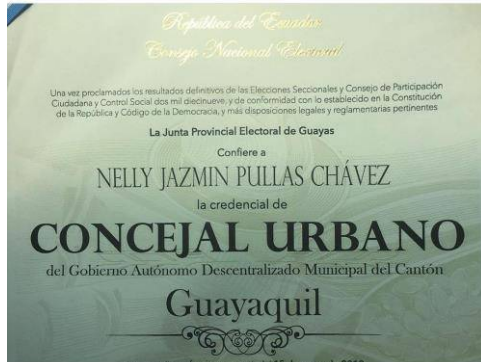 República del Ecuador
Consejo Nacional Electoral
Una vez proclamados los resultados definitivos de las Elecciones Seccionales y Consejo de Participación
Ciudadana y Control Social dos mil diecinueve, y de conformidad con lo establecido en la Constitución
de la República y Código de la Democracia, y más disposiciones legales y reglamentarias pertinentes
La Junta Provincial Electoral de Guayas
Confiere a
NELLY JAZMIN PULLAS CHÁVEZ
la credencial de
CONCEJAL URBANO
del Gobierno Autónomo Descentralizado Municipal del Cantón
Guayaquil